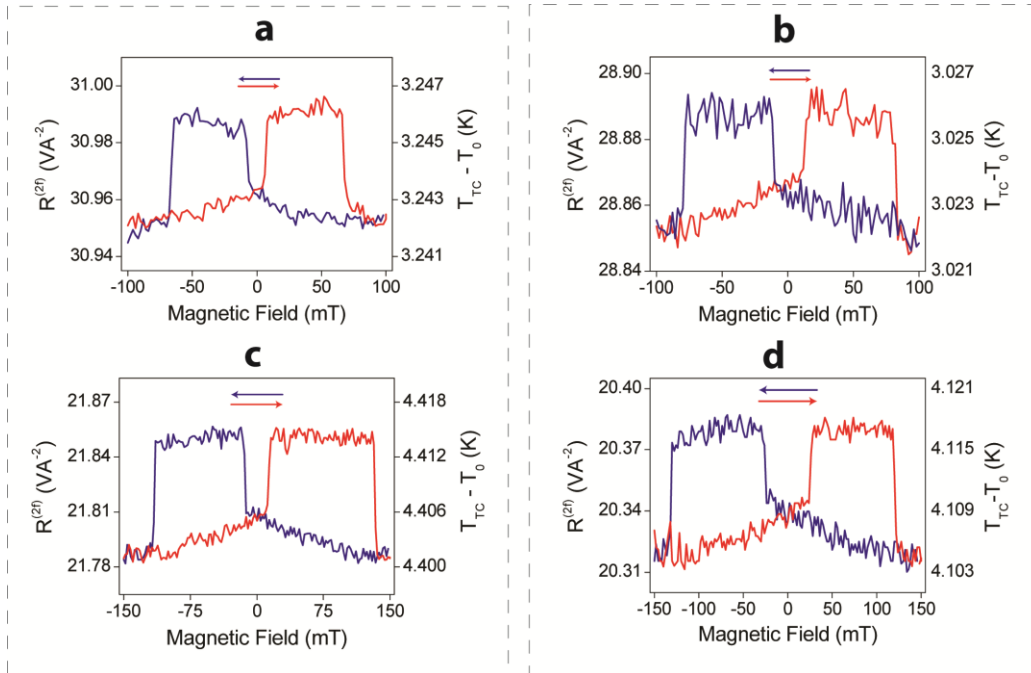 a
31.00
30.98
30.96
30.94
R(2f) (VA-2)
3.247
3.246
3.245
3.243
3.242
3.241
TTC - T0 (K)
-100 -50 0 50 100
Magnetic Field (mT)
b
28.90
28.88
28.86
28.84
R(2f) (VA-2)
3.027
3.025
3.023
3.021
TTC-T0 (K)
-100 -50 0 50 100
Magnetic Field (mT)
c
21.87
21.84
21.81
21.78
R(2f) (VA-2)
4.418
4.412
4.406
4.400
TTC - T0 (K)
-150 -75 0 75 150
Magnetic Field (mT)
d
20.40
20.37
20.34
20.31
R(2f) (VA-2)
4.121
4.115
4.109
4.103
TTC-T0 (K)
-150 -100 -50 0 50 100 150
Magnetic Field (mT)